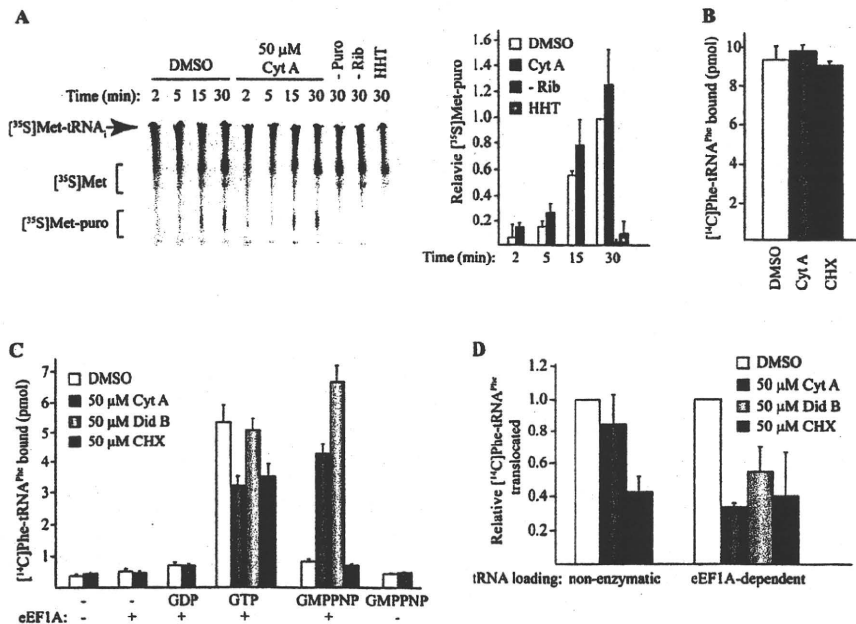 A
DMSO
50 µM
Cyt A
- Puro
- Rib
HHT
Time (min): 2 5 15 30 2 5 15 30 30 30 30
[³⁵S]Met-tRNAᵢ
[³⁵S]Met
[³⁵S]Met-puro
Relavie [³⁵S]Met-puro
1.6
1.4
1.2
1.0
0.8
0.6
0.4
0.2
DMSO
Cyt A
- Rib
HHT
Time (min): 2 5 15 30
B
[¹⁴C]Phe-tRNAᴾʰᵉ bound (pmol)
10
8
6
4
2
DMSO
Cyt A
CHX
C
[¹⁴C]Phe-tRNAᴾʰᵉ bound (pmol)
7
6
5
4
3
2
1
DMSO
50 µM Cyt A
50 µM Did B
50 µM CHX
- - GDP GTP GMPPNP GMPPNP
eEF1A: - + + + + -
D
Relative [¹⁴C]Phe-tRNAᴾʰᵉ
translocated
1.2
1.0
0.8
0.6
0.4
0.2
DMSO
50 µM Cyt A
50 µM Did B
50 µM CHX
tRNA loading: non-enzymatic eEF1A-dependent